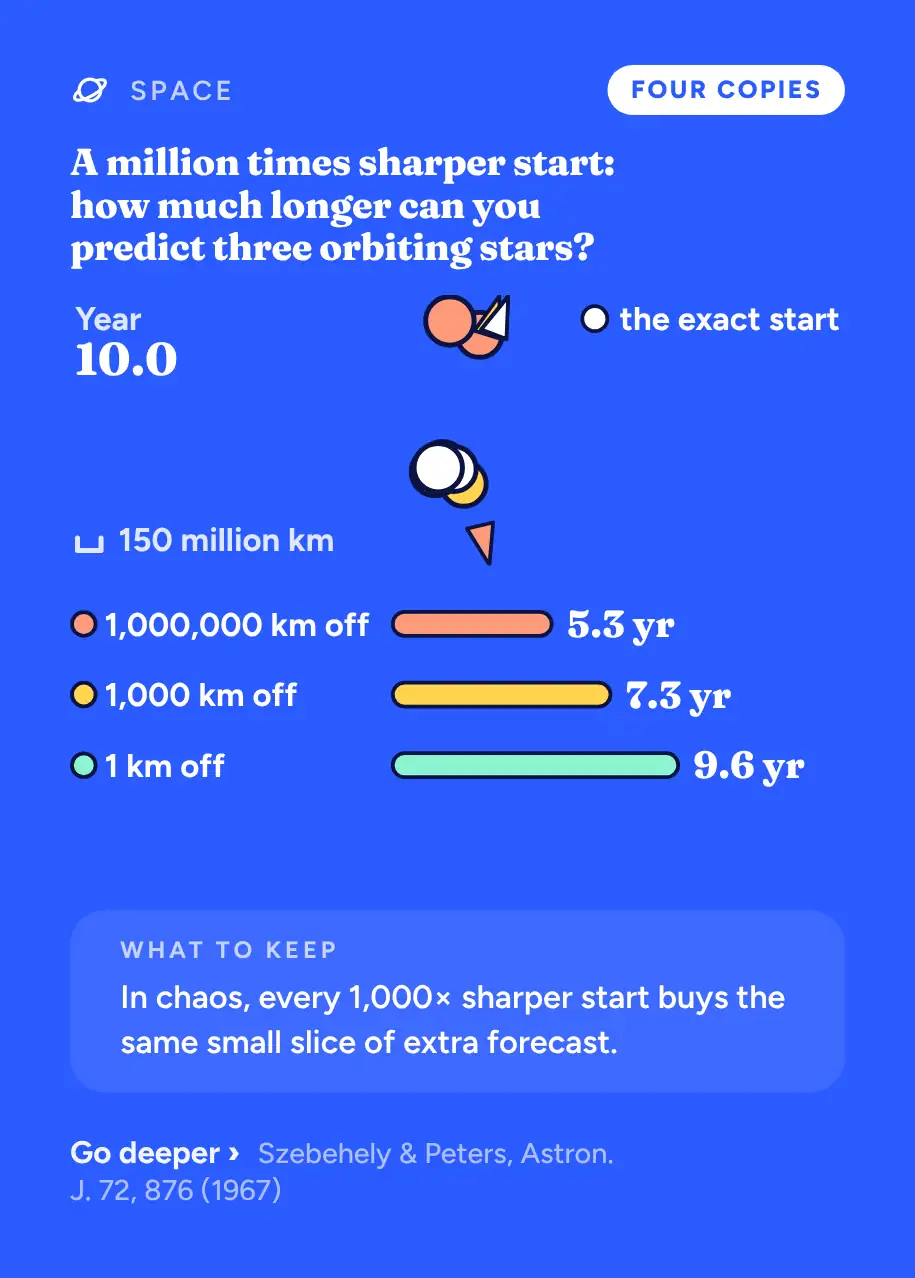 SPACE
FOUR COPIES
A million times sharper start:
how much longer can you
predict three orbiting stars?
Year
10.0
the exact start
150 million km
1,000,000 km off 5.3 yr
1,000 km off 7.3 yr
1 km off 9.6 yr
WHAT TO KEEP
In chaos, every 1,000× sharper start buys the
same small slice of extra forecast.
Go deeper › Szebehely & Peters, Astron.
J. 72, 876 (1967)